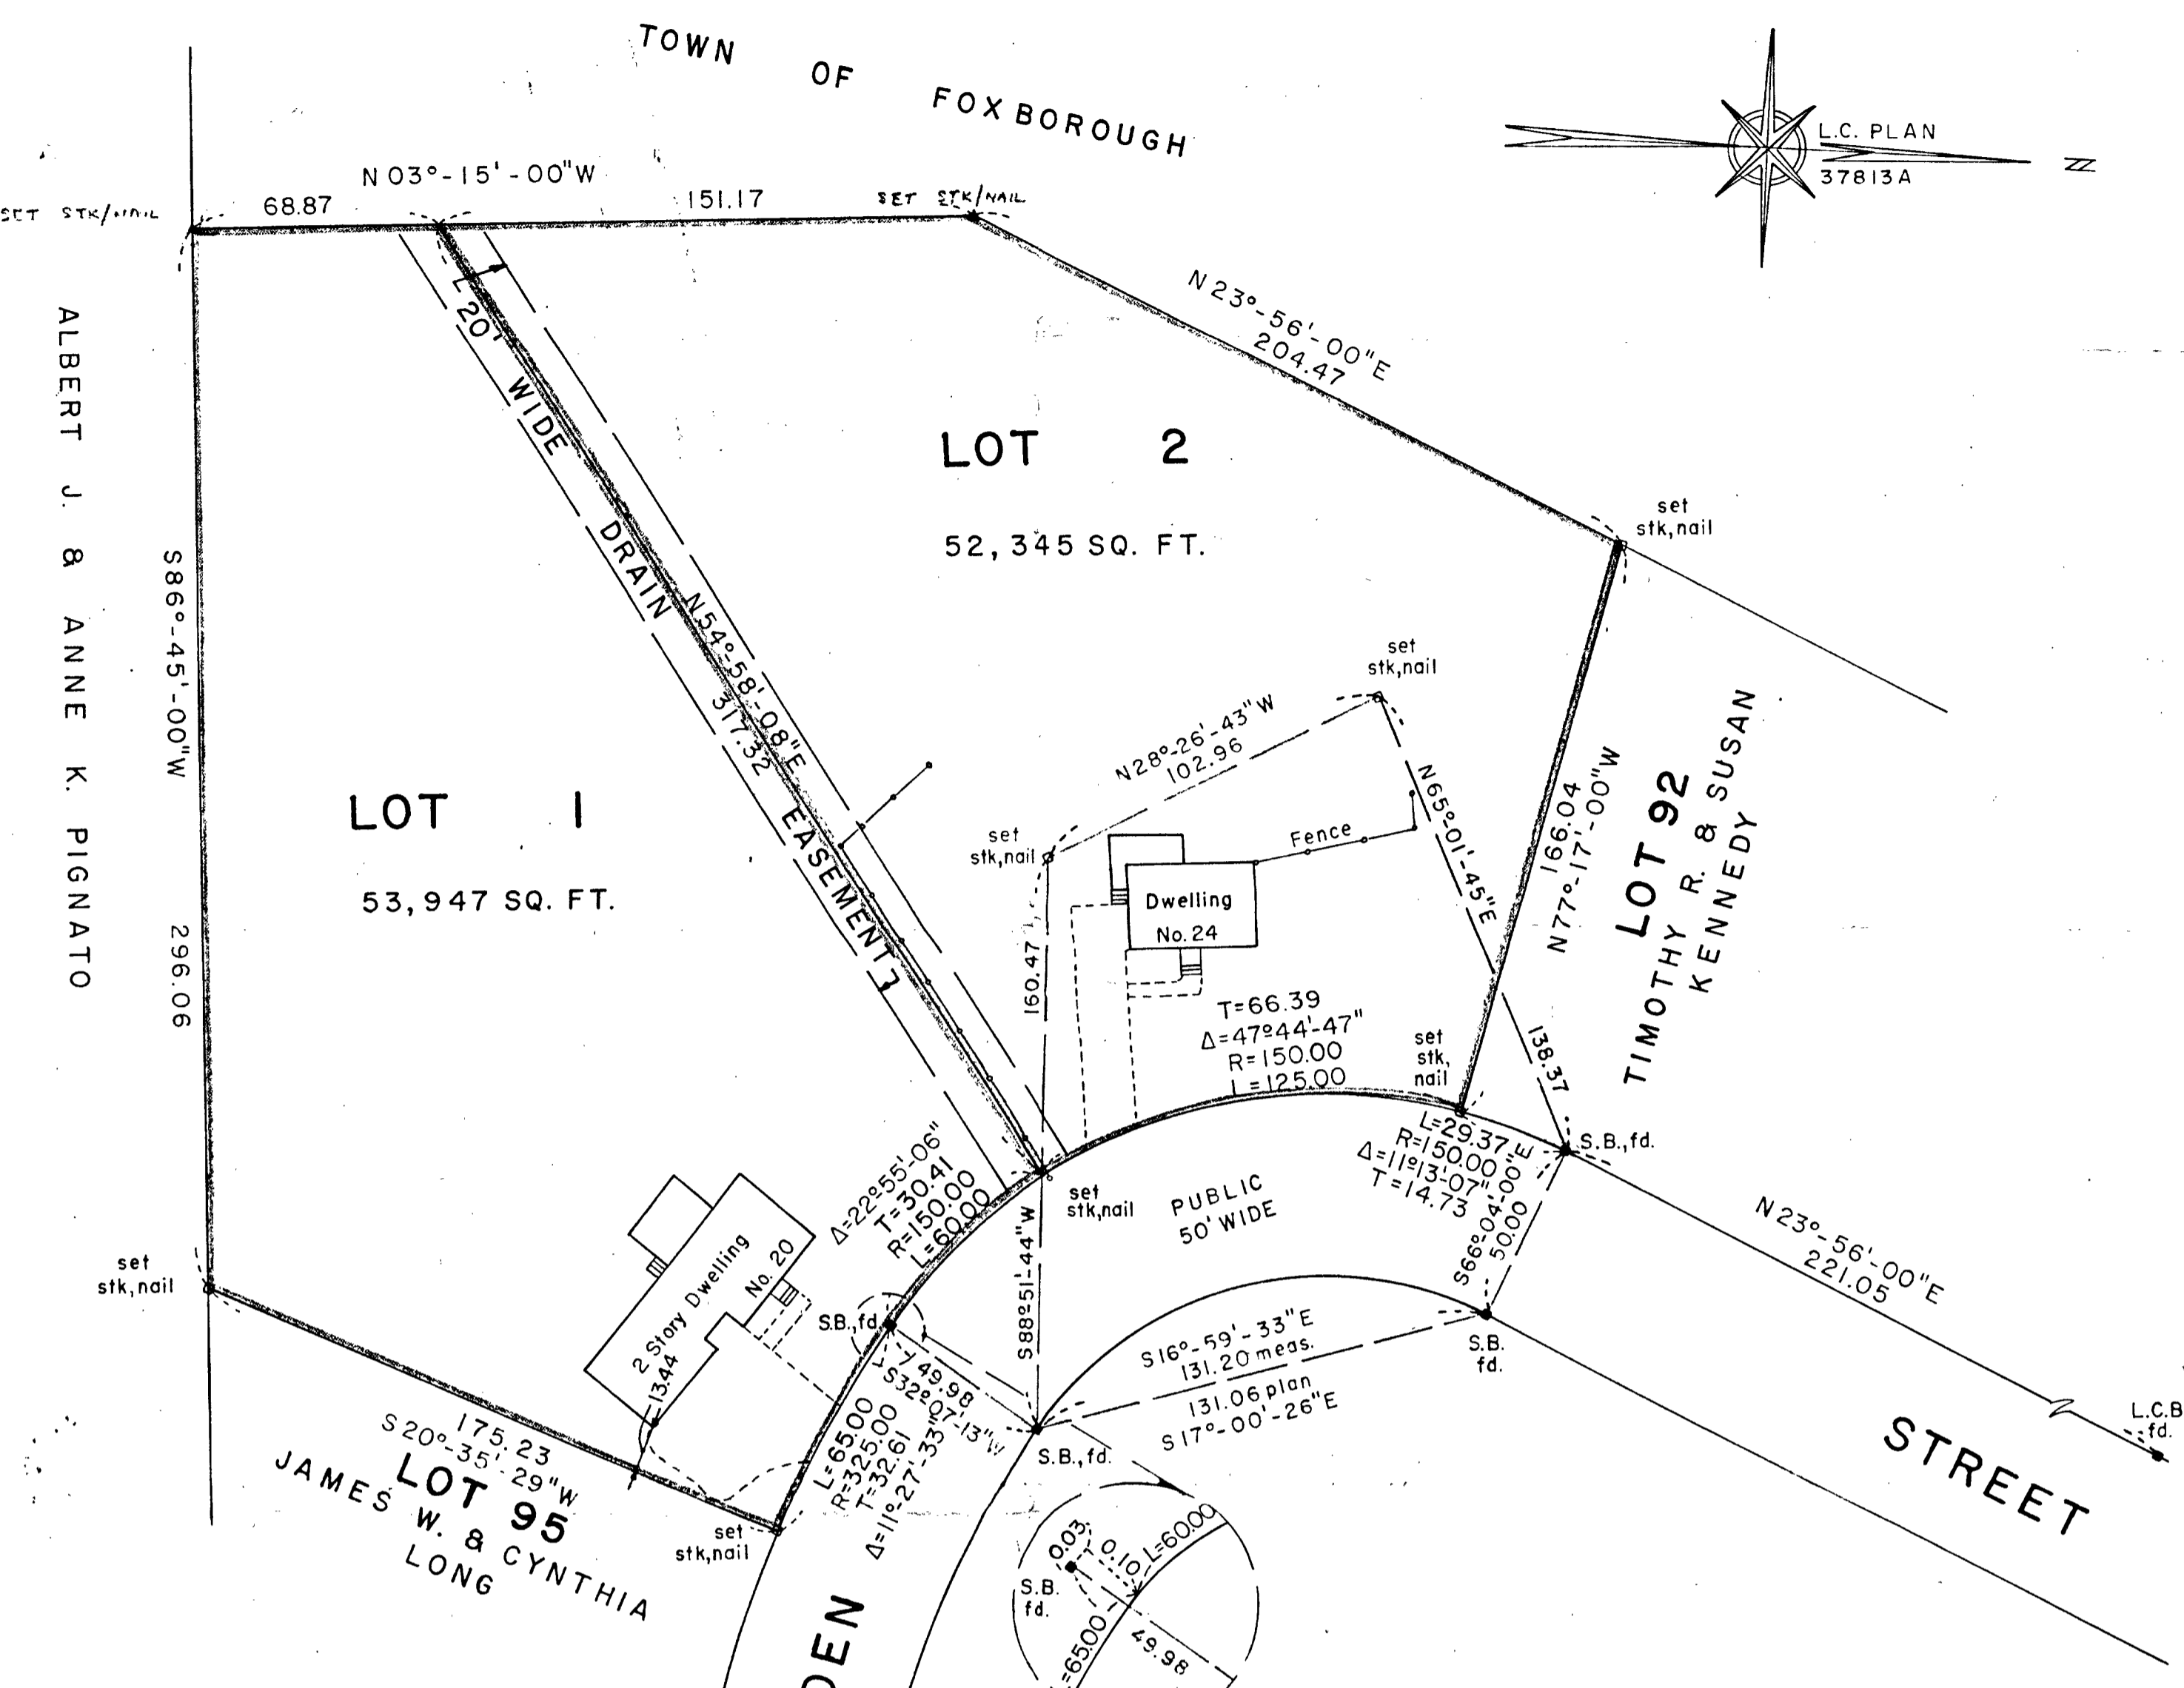 TOWN OF FOXBOROUGH
L.C. PLAN
37813A
N
N 03°-15'-00"W
SET STK/NAIL
68.87
151.17
SET STK/NAIL
N 23°-56'-00"E
204.47
20' WIDE DRAIN EASEMENT
N54°-58'-08"E
317.32
LOT 2
52,345 SQ. FT.
set
stk,nail
ALBERT J. & ANNE K. PIGNATO
S86°-45'-00"W
296.06
LOT 1
53,947 SQ. FT.
set
stk,nail
N28°-26'-43"W
102.96
N65°-01'-45"E
138.37
set
stk,nail
160.47
S88°51'-44"W
Fence
Dwelling
No. 24
166.04
N77°-17'-00"W
LOT 92
TIMOTHY R. & SUSAN
KENNEDY
T=66.39
Δ=47°44'-47"
R=150.00
L=125.00
set
stk,
nail
L=29.37
R=150.00
Δ=11°13'-07"
T=14.73
S66°-04'-00"E
50.00
S.B.,fd.
PUBLIC
50' WIDE
set
stk,nail
Δ=22°55'-06"
T=30.41
R=150.00
L=60.00
2 Story Dwelling
No. 20
13.44
S.B.,fd.
49.98
S32°-07'-13"W
L=65.00
R=325.00
T=32.61
Δ=11°-27'-33"
S16°-59'-33"E
131.20 meas.
131.06 plan
S17°-00'-26"E
S.B.
fd.
S.B.,fd.
N 23°-56'-00"E
221.05
L.C.B
fd.
STREET
set
stk,nail
175.23
S20°-35'-29"W
LOT 95
JAMES W. & CYNTHIA
LONG
set
stk,nail
DEN
0.03
0.10
L=60.00
S.B.
fd.
=65.00
49.98